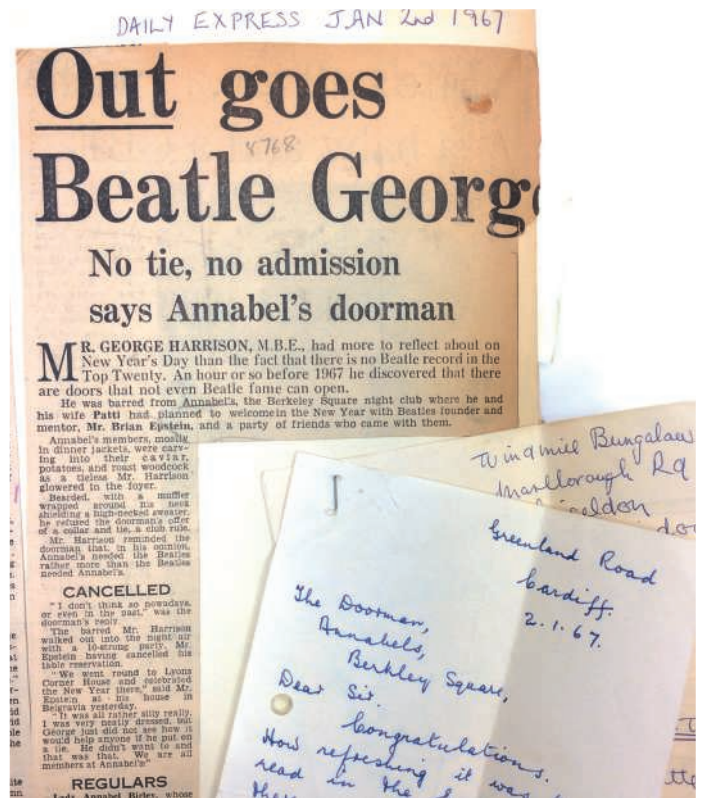 DAILY EXPRESS JAN 2nd 1967
Out goes
8768
Beatle George
No tie, no admission
says Annabel's doorman
MR. GEORGE HARRISON, M.B.E., had more to reflect about on
New Year's Day than the fact that there is no Beatle record in the
Top Twenty. An hour or so before 1967 he discovered that there
are doors that not even Beatle fame can open.
He was barred from Annabel's, the Berkeley Square night club where he and
his wife Patti had planned to welcome in the New Year with Beatles founder and
mentor, Mr. Brian Epstein, and a party of friends who came with them.
Annabel's members, mostly
in dinner jackets, were carv-
ing into their caviar,
potatoes, and roast woodcock
as a tieless Mr. Harrison
glowered in the foyer.
Bearded, with a muffler
wrapped around his neck
shielding a high-necked sweater,
he refused the doorman's offer
of a collar and tie, a club rule.
Mr. Harrison reminded the
doorman that, in his opinion,
Annabel's needed the Beatles
rather more than the Beatles
needed Annabel's.
CANCELLED
"I don't think so nowadays,
or even in the past," was the
doorman's reply.
The barred Mr. Harrison
walked out into the night air
with a 10-strong party, Mr.
Epstein having cancelled his
table reservation.
"We went round to Lyons
Corner House and celebrated
the New Year there," said Mr.
Epstein at his house in
Belgravia yesterday.
"It was all rather silly really.
I was very neatly dressed, but
George just did not see how it
would help anyone if he put on
a tie. He didn't want to and
that was that. We are all
members at Annabel's"
REGULARS
Lady Annabel Birley, whose
Windmill Bungalow
Marlborough Rd
Greenland Road
Cardiff.
2.1.67.
The Doorman,
Annabels,
Berkley Square,
Dear Sir.
Congratulations.
How refreshing it was
read in the